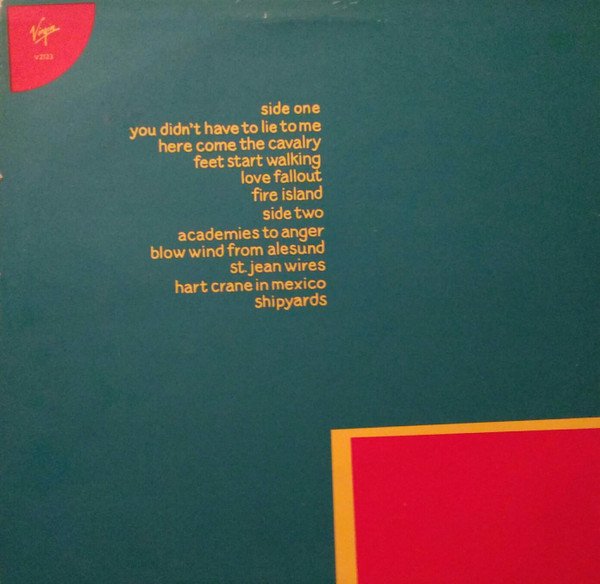 Virgin
V2133
side one
you didn't have to lie to me
here come the cavalry
feet start walking
love fallout
fire island
side two
academies to anger
blow wind from alesund
st. jean wires
hart crane in mexico
shipyards